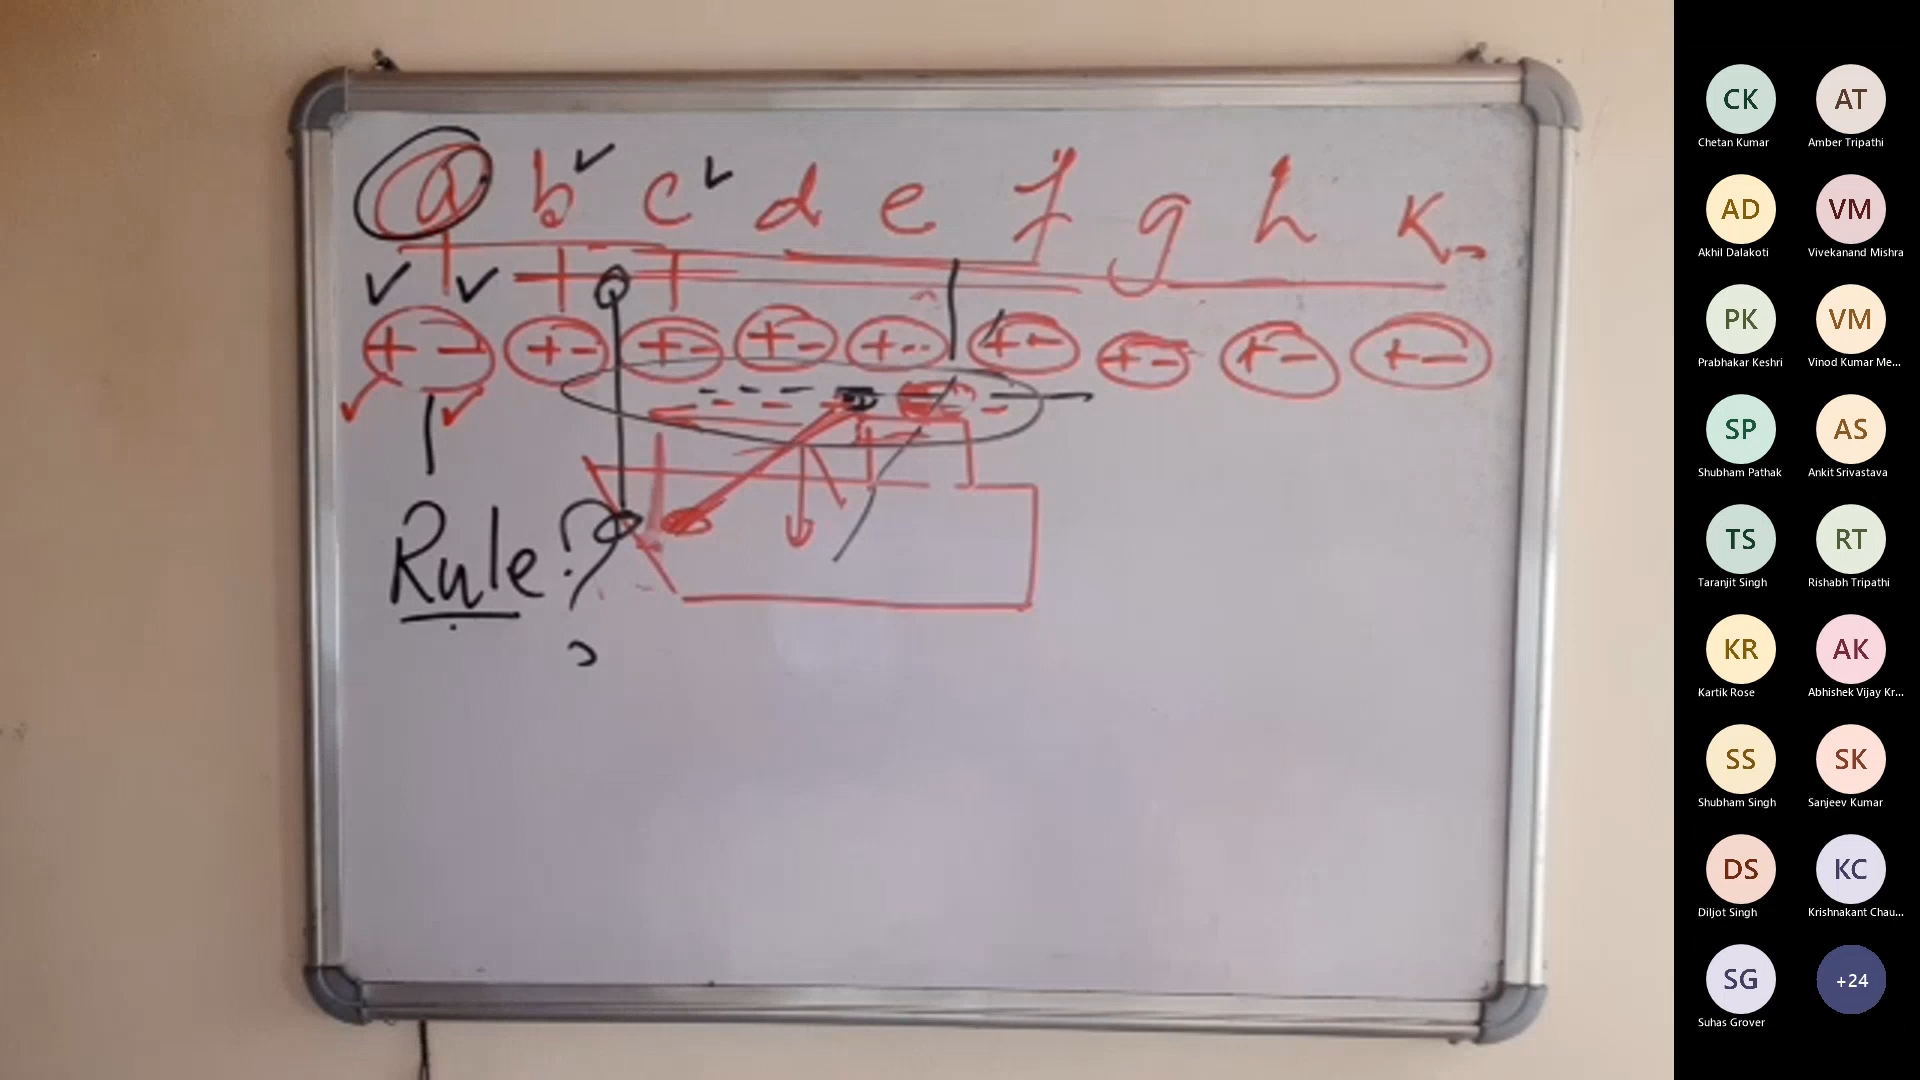 a b c d e f g h K
+ - + - + - + - + - + - + - + - + -
Rule?
CK AT
Chetan Kumar Amber Tripathi
AD VM
Akhil Dalakoti Vivekanand Mishra
PK VM
Prabhakar Keshri Vinod Kumar Me...
SP AS
Shubham Pathak Ankit Srivastava
TS RT
Taranjit Singh Rishabh Tripathi
KR AK
Kartik Rose Abhishek Vijay Kr...
SS SK
Shubham Singh Sanjeev Kumar
DS KC
Diljot Singh Krishnakant Chau...
SG +24
Suhas Grover